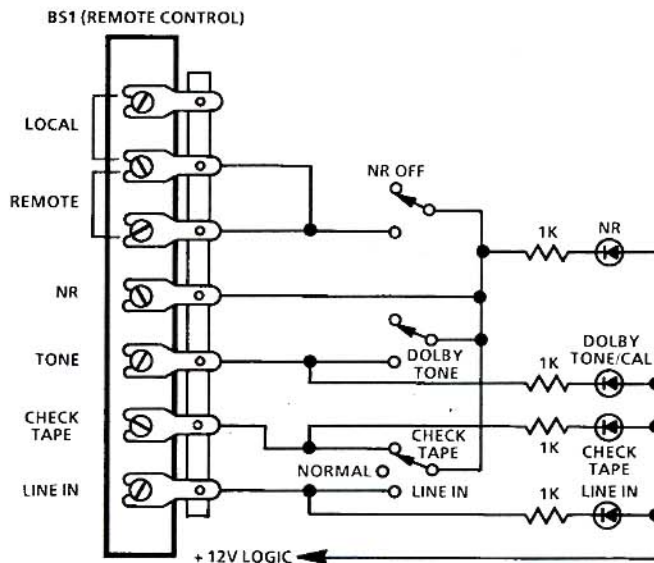 BS1 (REMOTE CONTROL)
LOCAL
REMOTE
NR OFF
1K
NR
NR
TONE
DOLBY
TONE
DOLBY
TONE/CAL
1K
CHECK
TAPE
CHECK
TAPE
1K
CHECK
TAPE
NORMAL
LINE IN
LINE IN
1K
LINE IN
+ 12V LOGIC